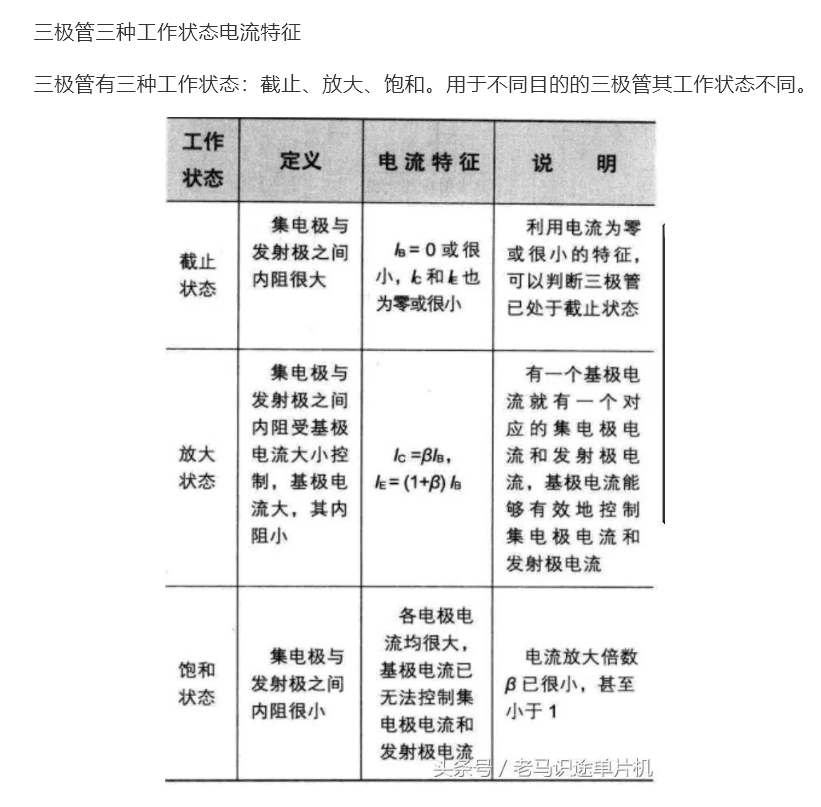 三极管三种工作状态电流特征
三极管有三种工作状态：截止、放大、饱和。用于不同目的的三极管其工作状态不同。
工作
状态
定义
电流特征
说 明
截止
状态
集电极与
发射极之间
内阻很大
IB = 0 或很
小，IC 和 IE 也
为零或很小
利用电流为零
或很小的特征，
可以判断三极管
已处于截止状态
放大
状态
集电极与
发射极之间
内阻受基极
电流大小控
制，基极电
流大，其内
阻小
IC =βIB，
IE = (1+β) IB
有一个基极电
流就有一个对
应的集电极电
流和发射极电
流，基极电流能
够有效地控制
集电极电流和
发射极电流
饱和
状态
集电极与
发射极之间
内阻很小
各电极电
流均很大，
基极电流已
无法控制集
电极电流和
发射极电流
电流放大倍数
β 已很小，甚至
小于 1
头条号 / 老马识途单片机